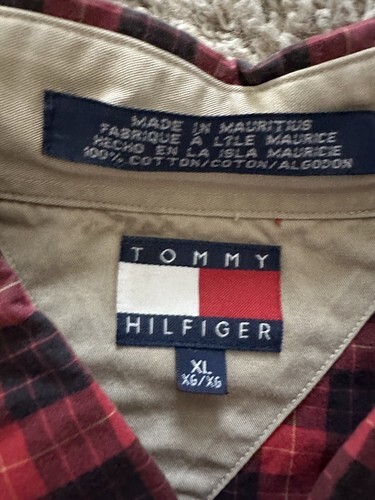 MADE IN MAURITIUS
FABRIQUE A L'ILE MAURICE
HECHO EN LA ISLA MAURICIE
100% COTTON/COTON/ALGODON
TOMMY
HILFIGER
XL
XG/XG